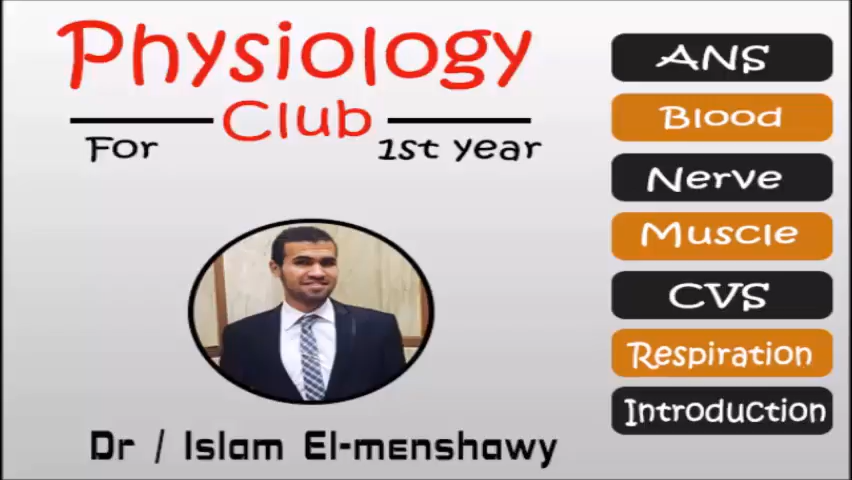 Physiology
Club
For 1st year
Dr / Islam El-menshawy
ANS
Blood
Nerve
Muscle
CVS
Respiration
Introduction